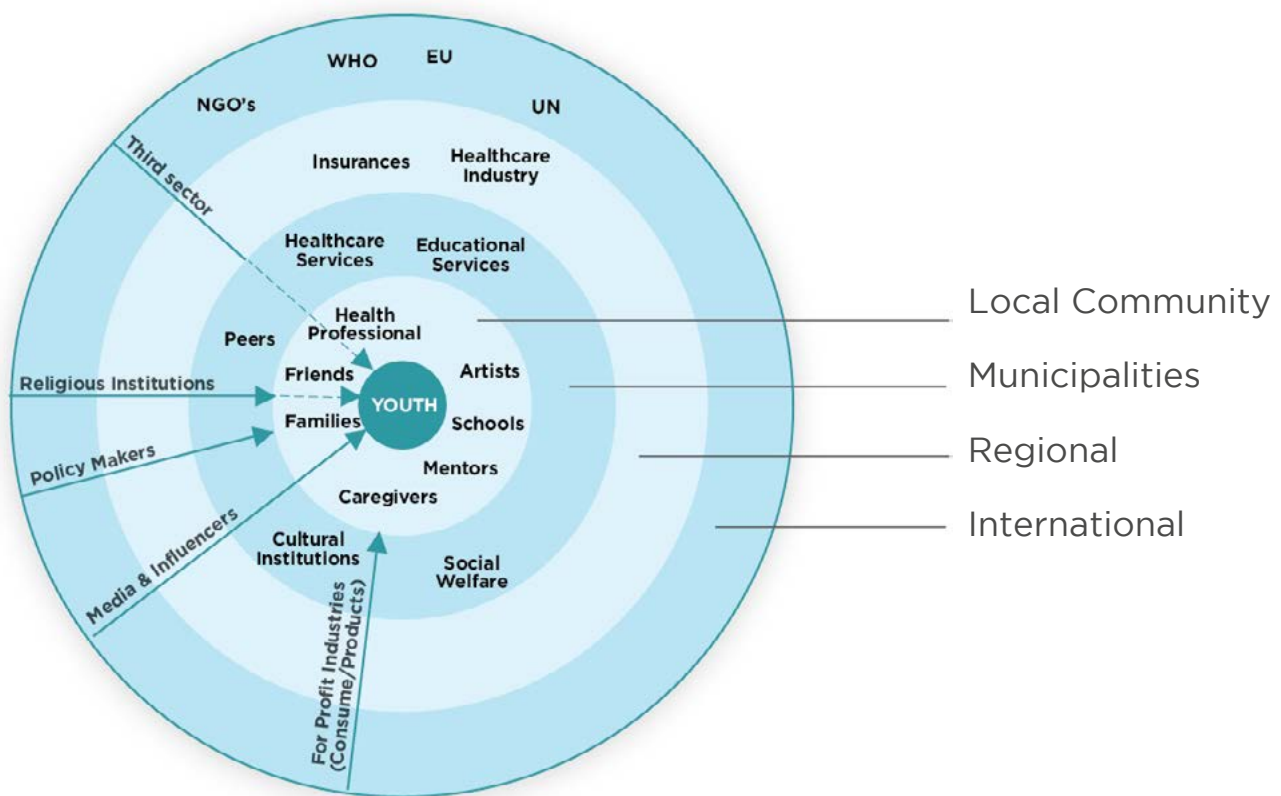 WHO
EU
NGO's
UN
Third sector
Insurances
Healthcare
Industry
Healthcare
Services
Educational
Services
Health
Professional
Peers
Friends
Artists
Religious Institutions
YOUTH
Families
Schools
Policy Makers
Mentors
Caregivers
Media & Influencers
Cultural
Institutions
Social
Welfare
For Profit Industries
(Consume/Products)
Local Community
Municipalities
Regional
International